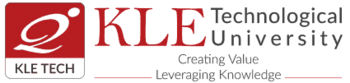 KLE TECH
KLE Technological
University
Creating Value
Leveraging Knowledge